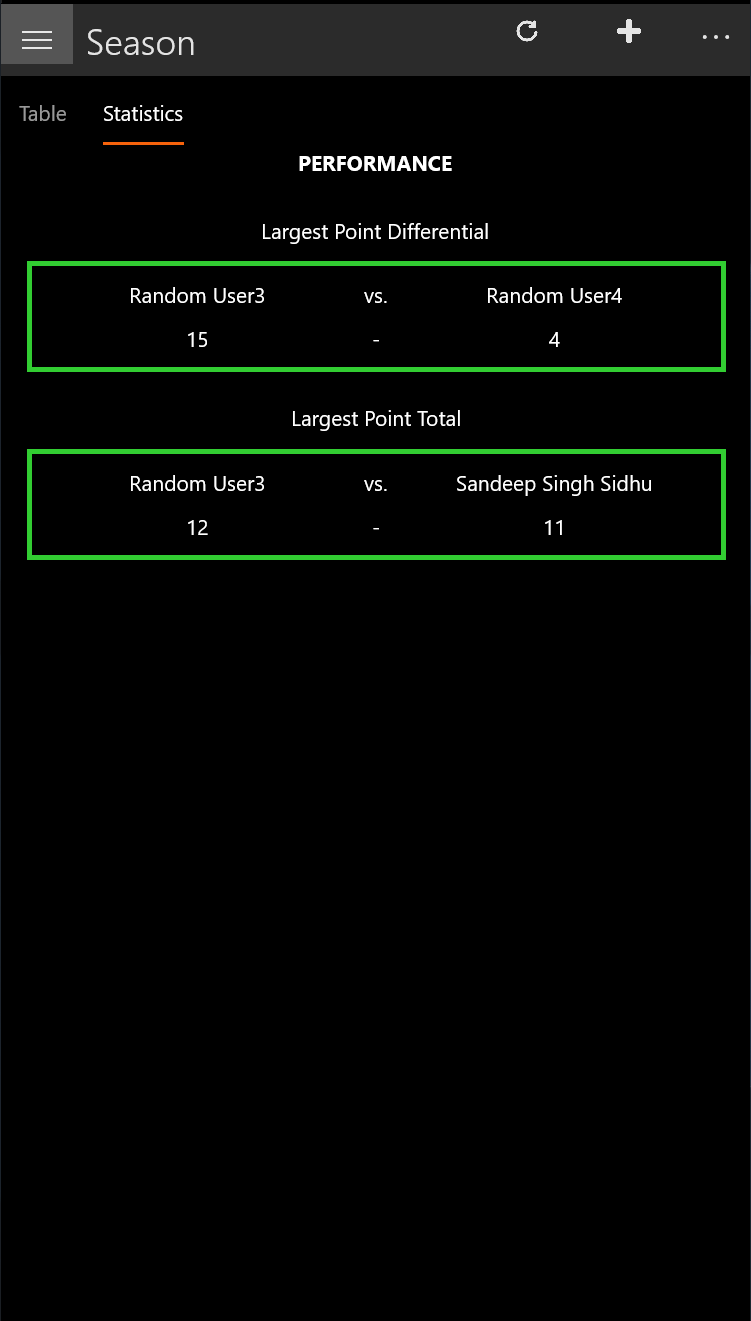 Season
Table Statistics
PERFORMANCE
Largest Point Differential
Random User3 vs. Random User4
15 - 4
Largest Point Total
Random User3 vs. Sandeep Singh Sidhu
12 - 11